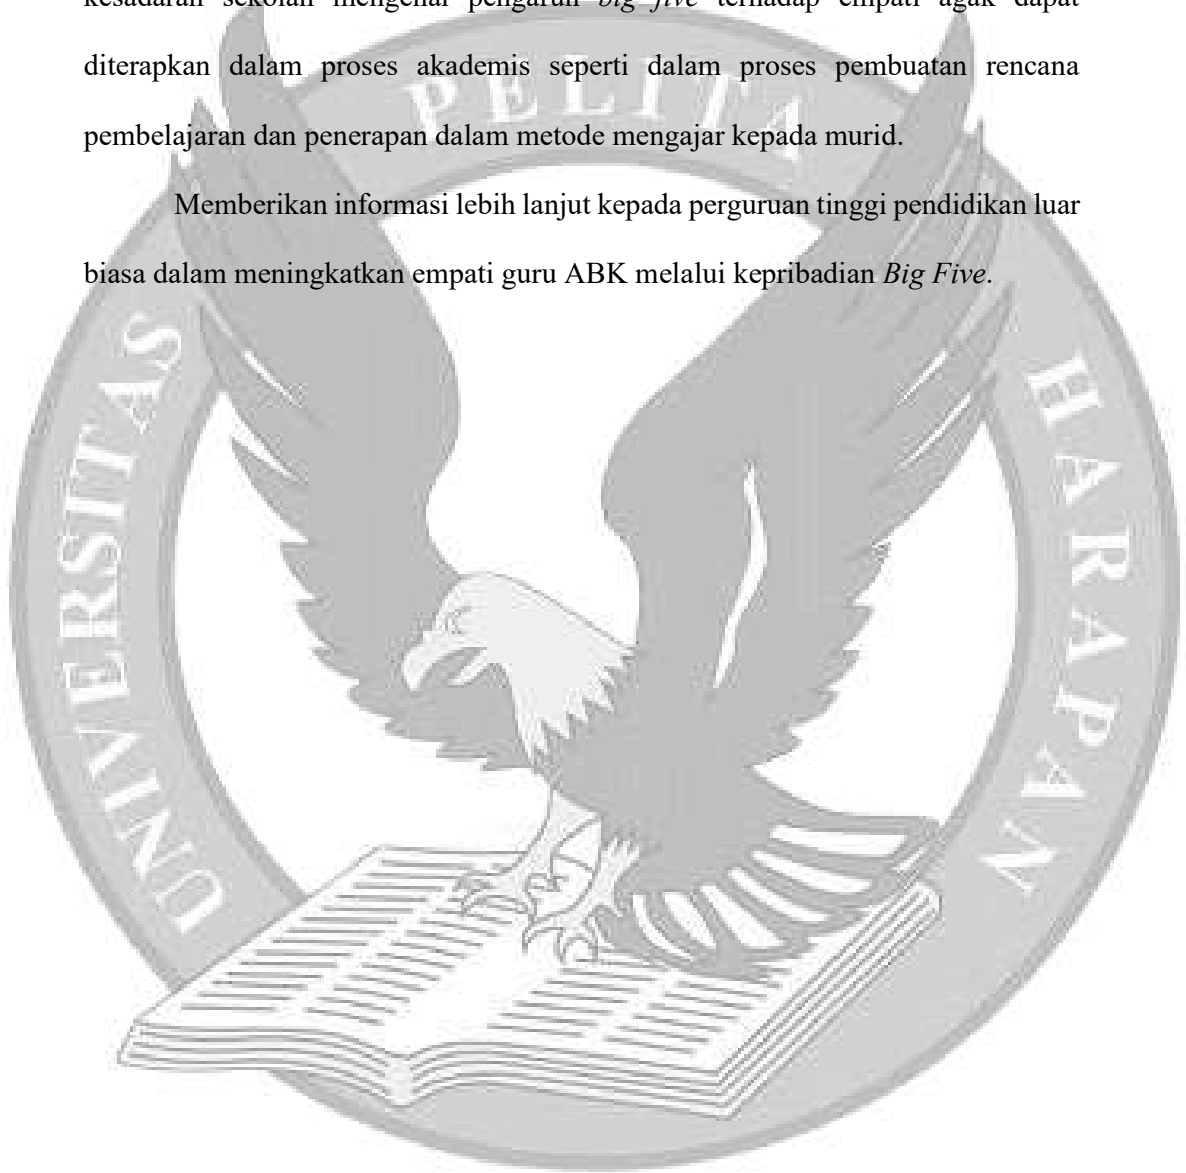 kesadaran sekolah mengenai pengaruh big five terhadap empati agak dapat
diterapkan dalam proses akademis seperti dalam proses pembuatan rencana
pembelajaran dan penerapan dalam metode mengajar kepada murid.
Memberikan informasi lebih lanjut kepada perguruan tinggi pendidikan luar
biasa dalam meningkatkan empati guru ABK melalui kepribadian Big Five.
UNIVERSITAS
PELITA
HARAPAN